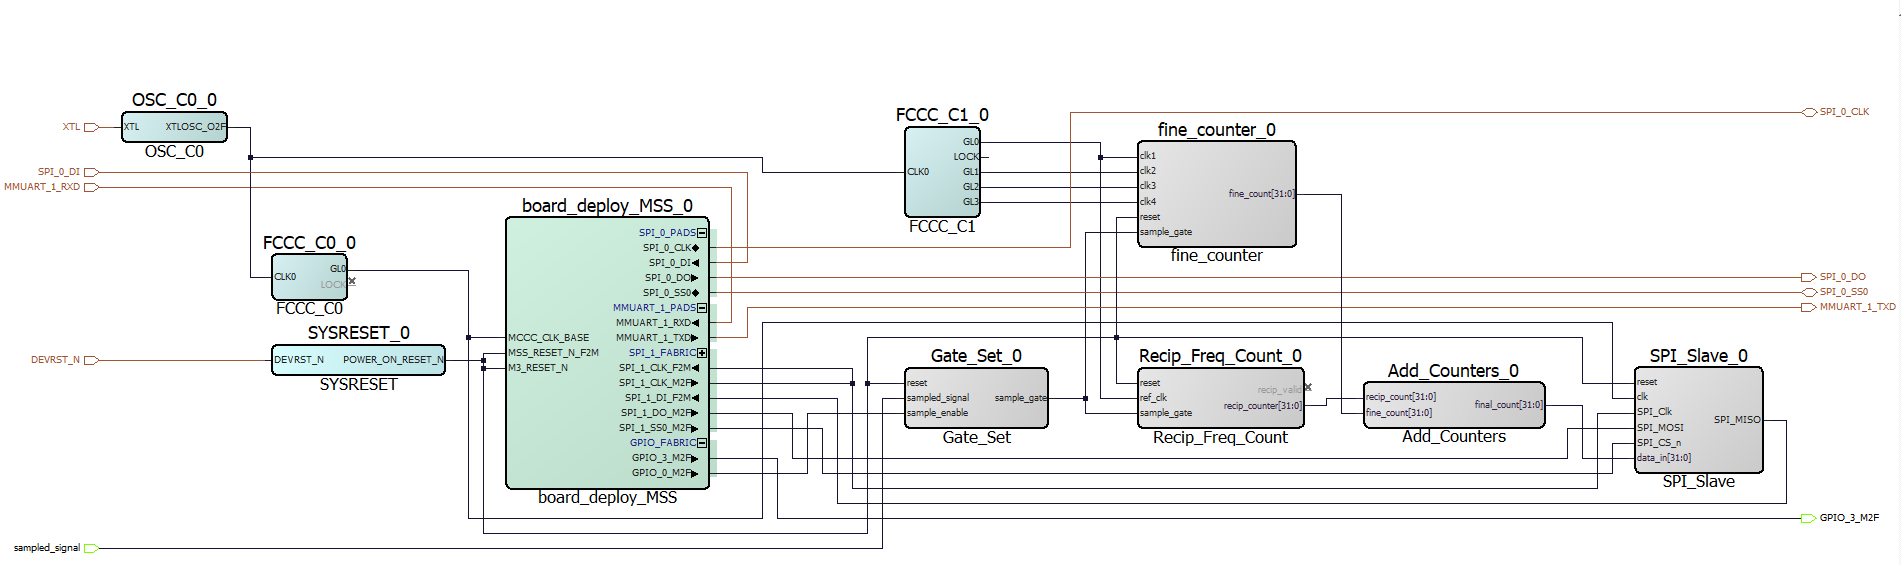 OSC_C0_0
XTL
XTL
XTLOSC_O2F
OSC_C0
SPI_0_DI
MMUART_1_RXD
FCCC_C0_0
CLK0
GL0
LOCK
FCCC_C0
SYSRESET_0
DEVRST_N
DEVRST_N
POWER_ON_RESET_N
SYSRESET
sampled_signal
board_deploy_MSS_0
SPI_0_PADS
SPI_0_CLK
SPI_0_DI
SPI_0_DO
SPI_0_SS0
MMUART_1_PADS
MMUART_1_RXD
MCCC_CLK_BASE
MMUART_1_TXD
MSS_RESET_N_F2M
SPI_1_FABRIC
M3_RESET_N
SPI_1_CLK_F2M
SPI_1_CLK_M2F
SPI_1_DI_F2M
SPI_1_DO_M2F
SPI_1_SS0_M2F
GPIO_FABRIC
GPIO_3_M2F
GPIO_0_M2F
board_deploy_MSS
FCCC_C1_0
GL0
LOCK
CLK0
GL1
GL2
GL3
FCCC_C1
fine_counter_0
clk1
clk2
clk3
fine_count[31:0]
clk4
reset
sample_gate
fine_counter
Gate_Set_0
reset
sampled_signal
sample_gate
sample_enable
Gate_Set
Recip_Freq_Count_0
reset
recip_valid
ref_clk
recip_counter[31:0]
sample_gate
Recip_Freq_Count
Add_Counters_0
recip_count[31:0]
final_count[31:0]
fine_count[31:0]
Add_Counters
SPI_Slave_0
reset
clk
SPI_Clk
SPI_MISO
SPI_MOSI
SPI_CS_n
data_in[31:0]
SPI_Slave
SPI_0_CLK
SPI_0_DO
SPI_0_SS0
MMUART_1_TXD
GPIO_3_M2F